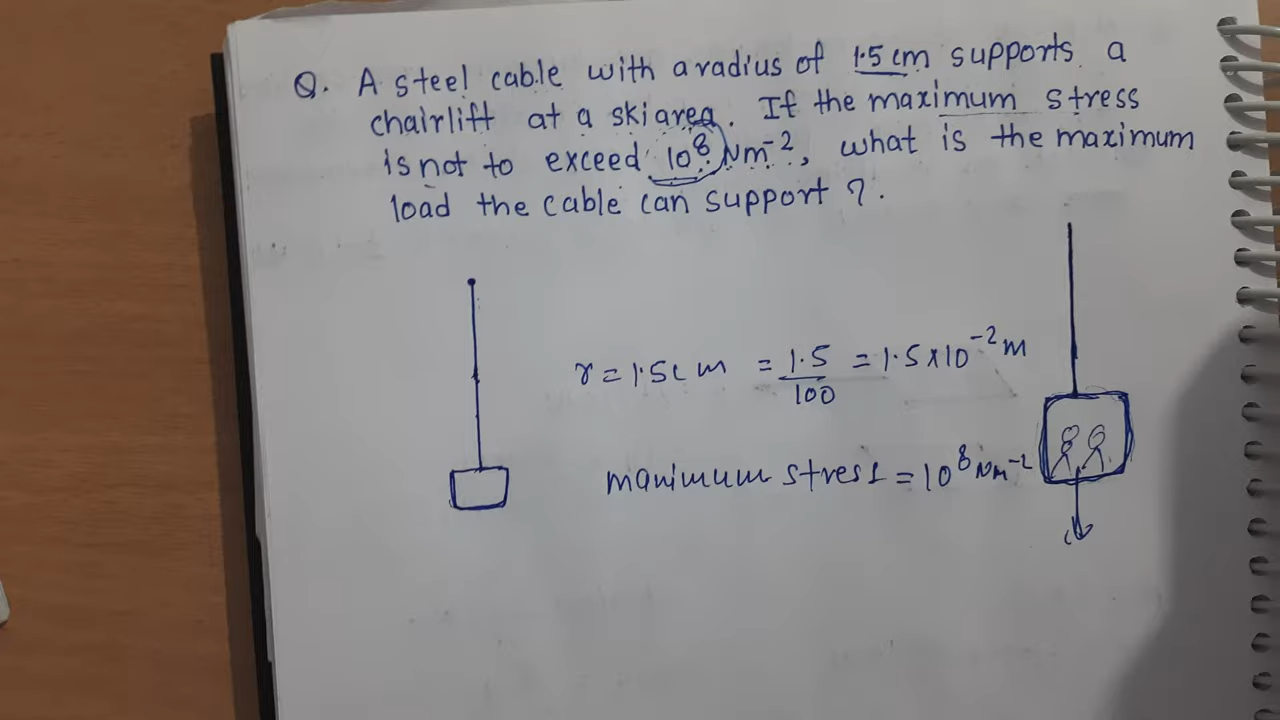 Q. A steel cable with a radius of 1.5 cm supports a
chairlift at a ski area. If the maximum stress
is not to exceed 10⁸ Nm⁻², what is the maximum
load the cable can support ?.
r = 1.5 cm = 1.5/100 = 1.5 × 10⁻² m
manimum stress = 10⁸ Nm⁻²